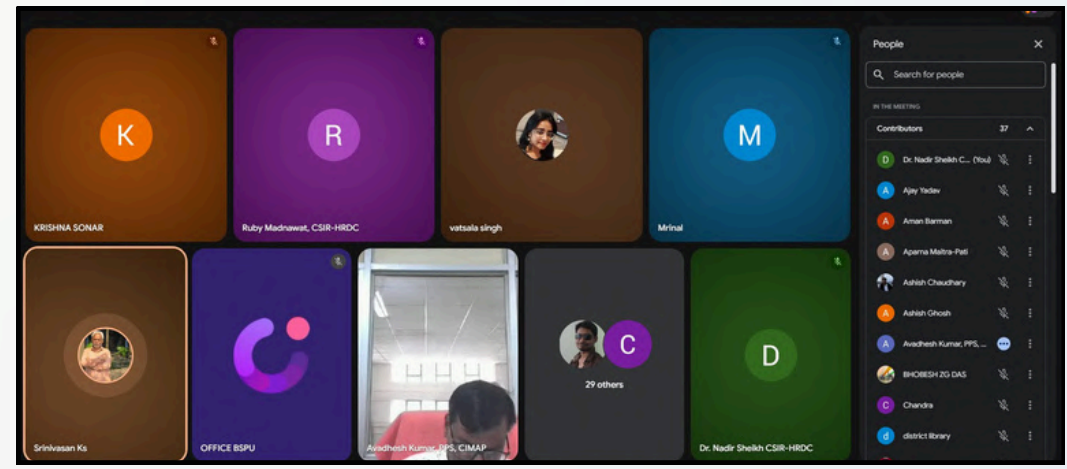 K
KRISHNA SONAR
R
Ruby Madnawat, CSIR-HRDC
vatsala singh
M
Mrinal
Srinivasan Ks
OFFICE BSPU
Avadhesh Kumar, PPS, CIMAP
C
29 others
D
Dr. Nadir Sheikh CSIR-HRDC
People
Search for people
IN THE MEETING
Contributors 37
D Dr. Nadir Sheikh C... (You)
A Ajay Yadav
A Aman Barman
A Aparna Maitra-Pati
Ashish Chaudhary
A Ashish Ghosh
A Avadhesh Kumar, PPS, ...
BHOBESH ZG DAS
C Chandra
d district library